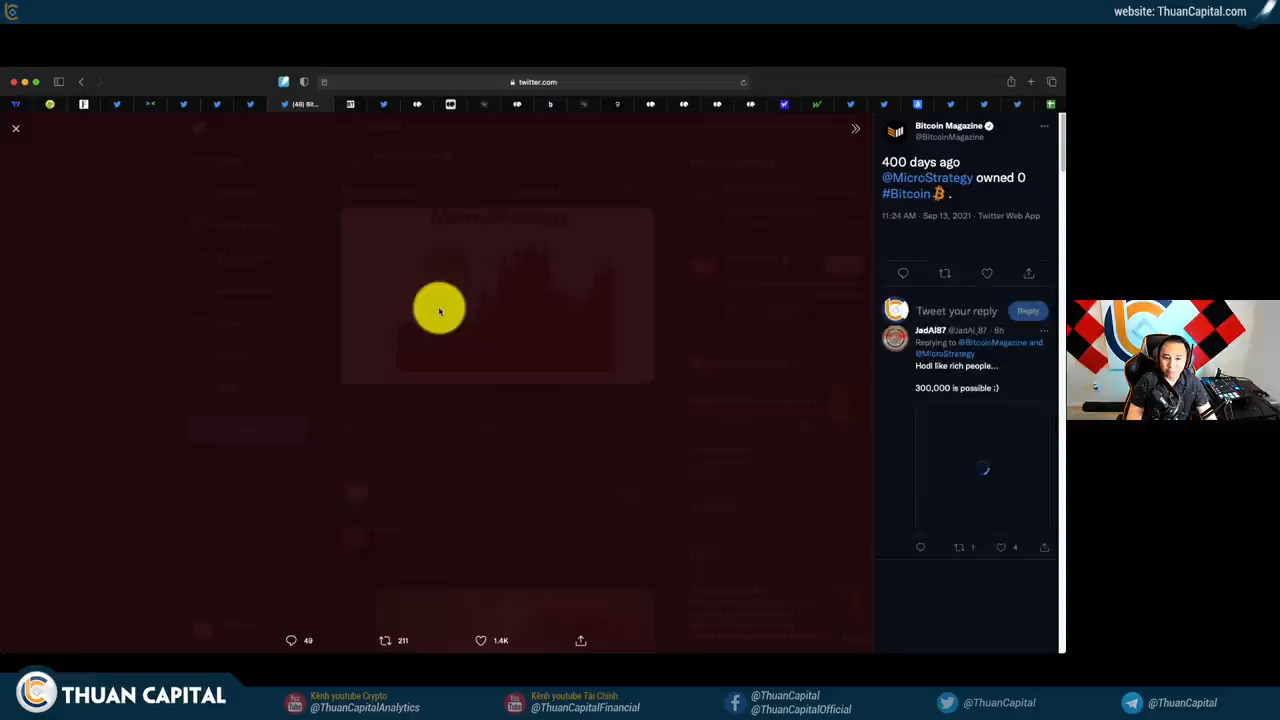 website: ThuanCapital.com
twitter.com
(48) Bit...
Bitcoin Magazine
@BitcoinMagazine
400 days ago
@MicroStrategy owned 0
#Bitcoin .
11:24 AM · Sep 13, 2021 · Twitter Web App
Tweet your reply
Reply
JadAl87 @JadAl_87 · 8h
Replying to @BitcoinMagazine and
@MicroStrategy
Hodl like rich people...
300,000 is possible :)
1
4
49
211
1.4K
THUAN CAPITAL
Kênh youtube Crypto
@ThuanCapitalAnalytics
Kênh youtube Tài Chính
@ThuanCapitalFinancial
@ThuanCapital
@ThuanCapitalOfficial
@ThuanCapital
@ThuanCapital